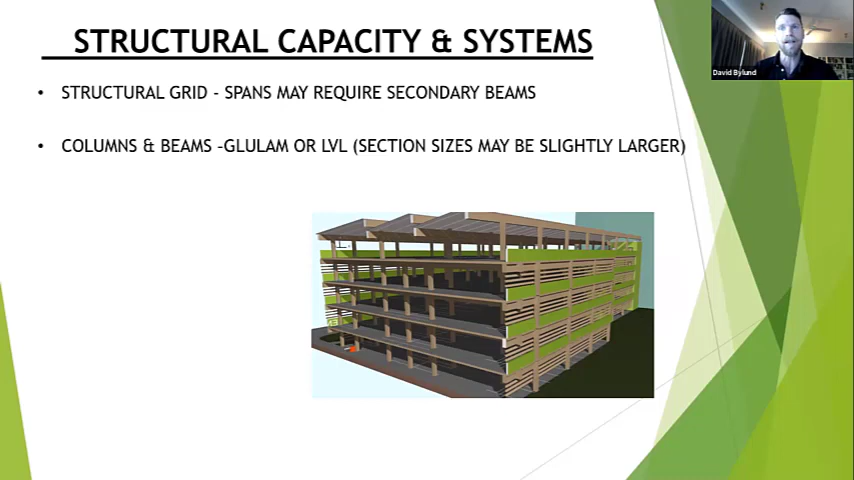 STRUCTURAL CAPACITY & SYSTEMS
• STRUCTURAL GRID - SPANS MAY REQUIRE SECONDARY BEAMS
• COLUMNS & BEAMS -GLULAM OR LVL (SECTION SIZES MAY BE SLIGHTLY LARGER)
David Bylund